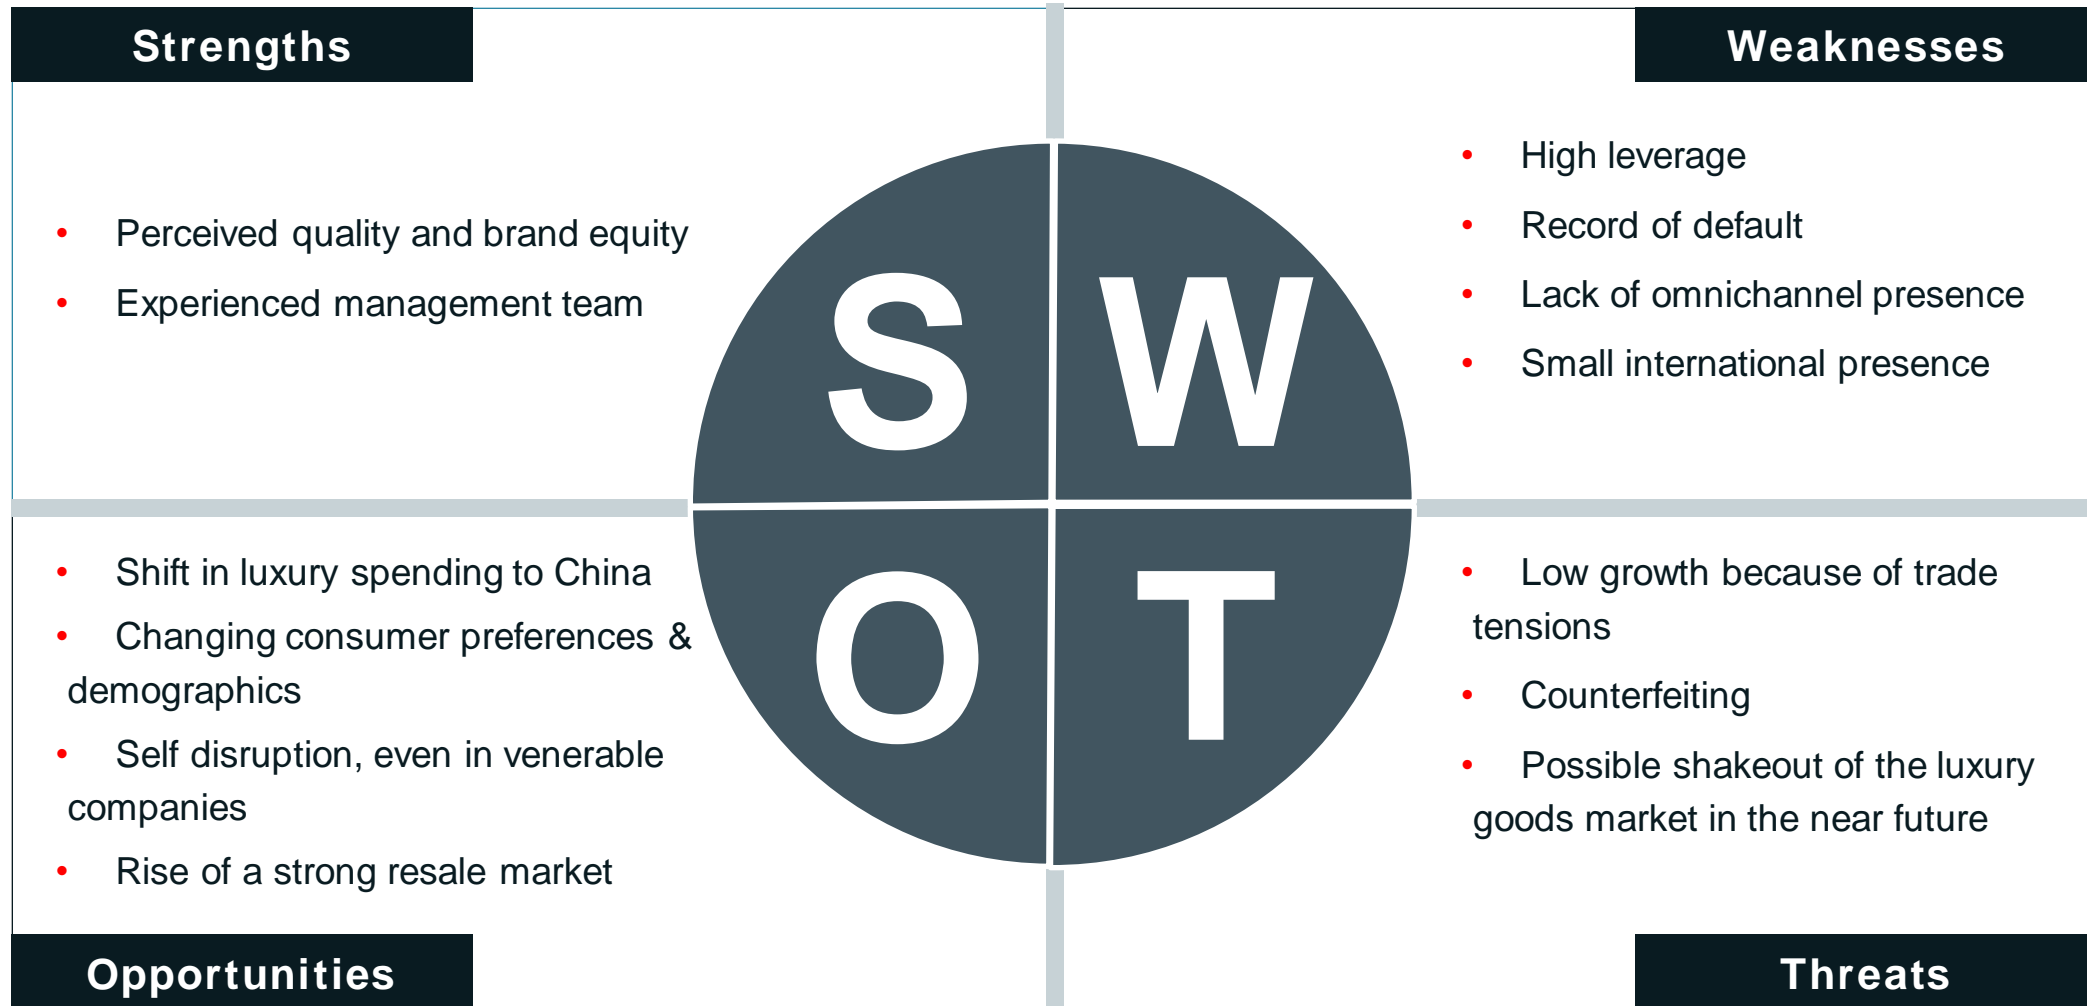 Strengths
• Perceived quality and brand equity
• Experienced management team
Weaknesses
• High leverage
• Record of default
• Lack of omnichannel presence
• Small international presence
S
W
O
T
• Shift in luxury spending to China
• Changing consumer preferences &
demographics
• Self disruption, even in venerable
companies
• Rise of a strong resale market
Opportunities
• Low growth because of trade
tensions
• Counterfeiting
• Possible shakeout of the luxury
goods market in the near future
Threats